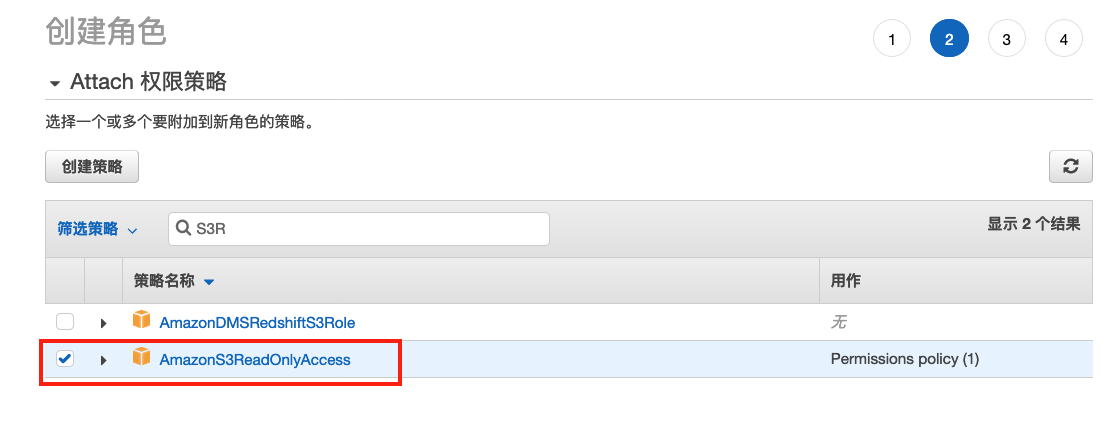 创建角色
1 2 3 4
Attach 权限策略
选择一个或多个要附加到新角色的策略。
创建策略
筛选策略 S3R 显示 2 个结果
策略名称 用作
AmazonDMSRedshiftS3Role 无
AmazonS3ReadOnlyAccess Permissions policy (1)